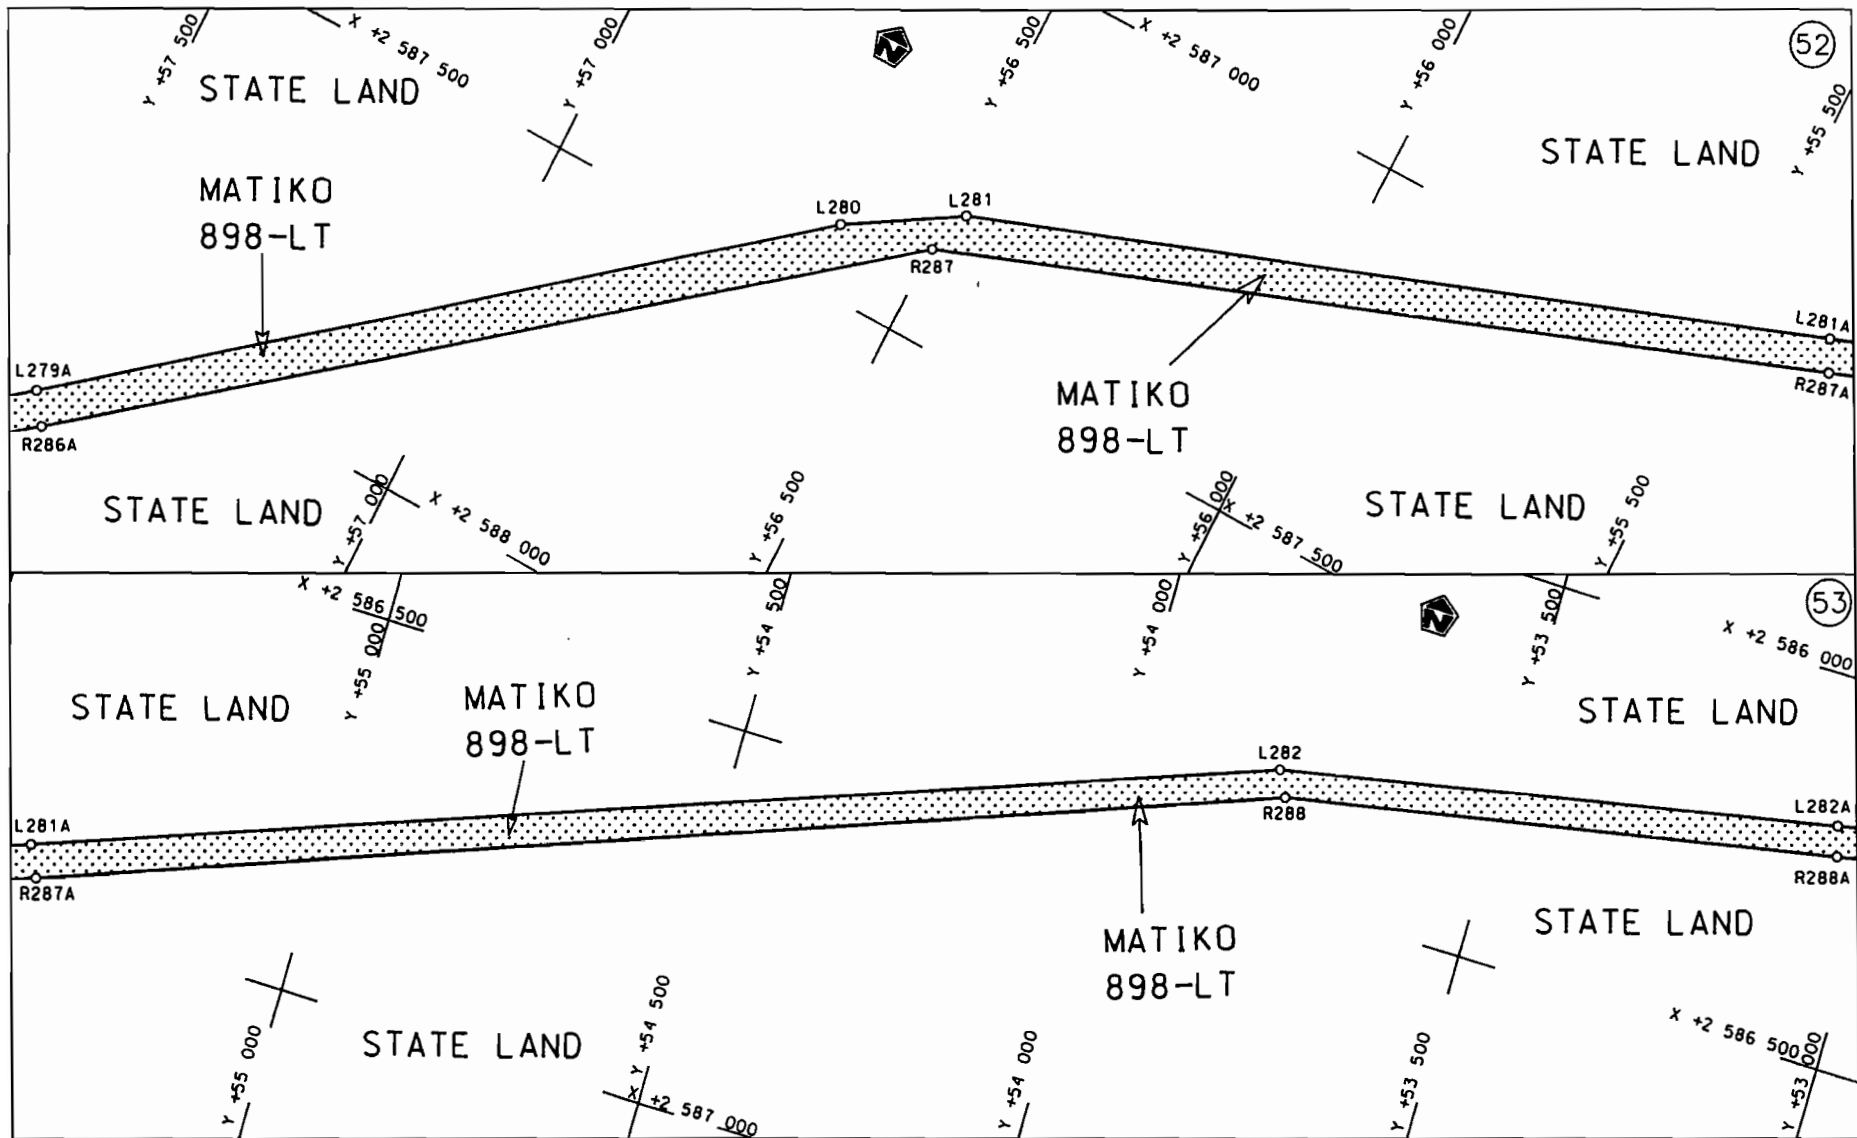 Y +57 500
X +2 587 500
Y +57 000
N
Y +56 500
X +2 587 000
Y +56 000
52
Y +55 500
STATE LAND
STATE LAND
MATIKO
898-LT
L280
L281
R287
L281A
R287A
L279A
R286A
MATIKO
898-LT
STATE LAND
Y +57 000
X +2 588 000
Y +56 500
Y +56 000
X +2 587 500
STATE LAND
Y +55 500
X +2 586 500
Y +55 000
Y +54 500
Y +54 000
N
Y +53 500
53
X +2 586 000
STATE LAND
MATIKO
898-LT
STATE LAND
L282
R288
L281A
R287A
L282A
R288A
MATIKO
898-LT
STATE LAND
STATE LAND
Y +55 000
Y +54 500
X +2 587 000
Y +54 000
Y +53 500
X +2 586 500
Y +53 000